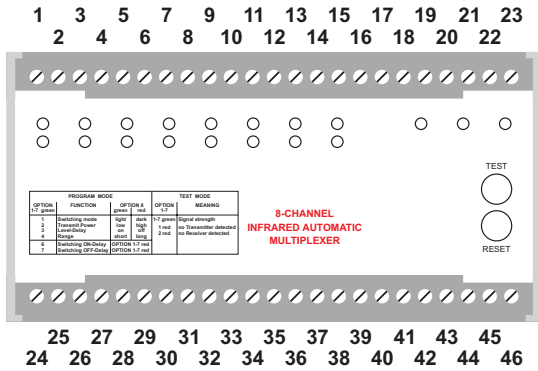 1 3 5 7 9 11 13 15 17 19 21 23
2 4 6 8 10 12 14 16 18 20 22
TEST
PROGRAM MODE TEST MODE
OPTION 1-7 green FUNCTION OPTION 8 green red OPTION 1-7 MEANING
1 Switching mode light dark 1-7 green Signal strength
2 Transmit Power low high
3 Level-Delay on off 1 red no Transmitter detected
4 Range short long 2 red no Receiver detected
6 Switching ON-Delay OPTION 1-7 red
7 Switching OFF-Delay OPTION 1-7 red
8-CHANNEL
INFRARED AUTOMATIC
MULTIPLEXER
RESET
25 27 29 31 33 35 37 39 41 43 45
24 26 28 30 32 34 36 38 40 42 44 46